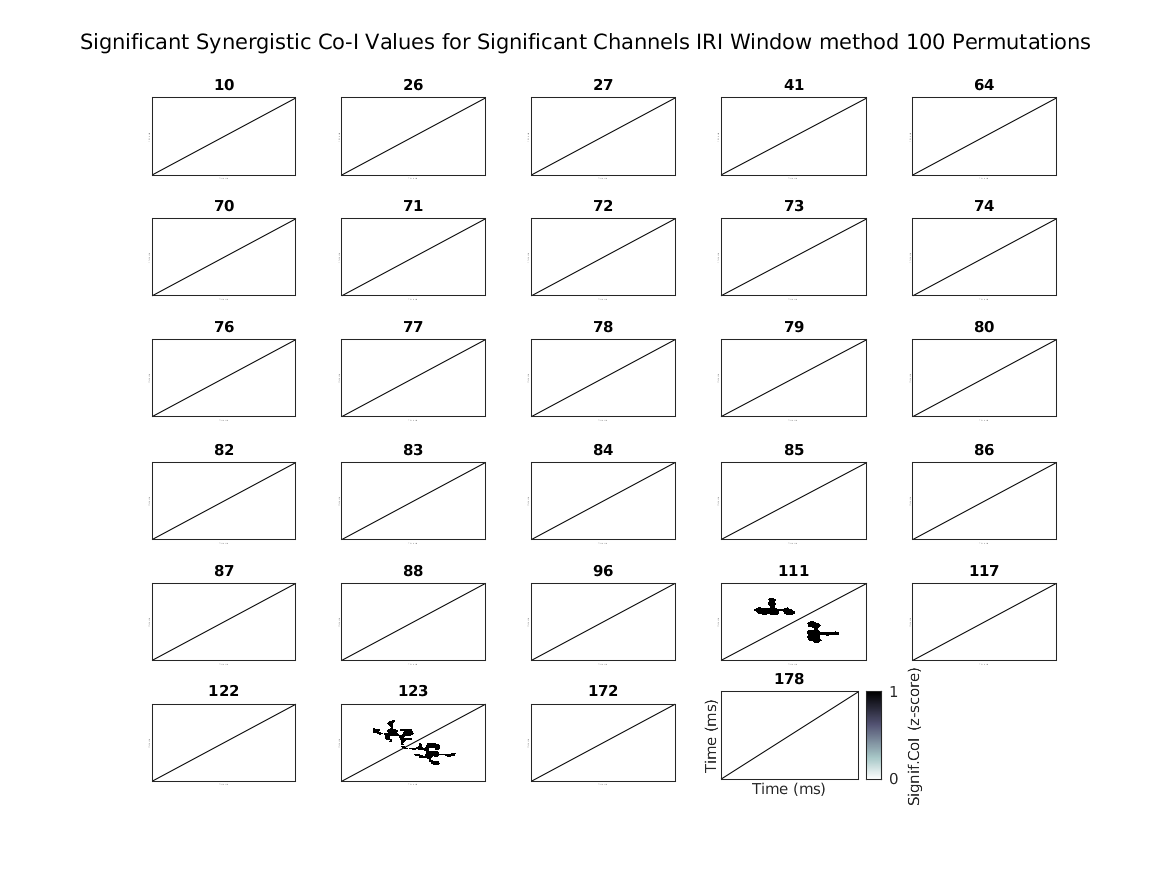 Significant Synergistic Co-I Values for Significant Channels IRI Window method 100 Permutations
10 26 27 41 64
70 71 72 73 74
76 77 78 79 80
82 83 84 85 86
87 88 96 111 117
122 123 172 178
Time (ms)
Time (ms)
1
0
Signif.CoI (z-score)